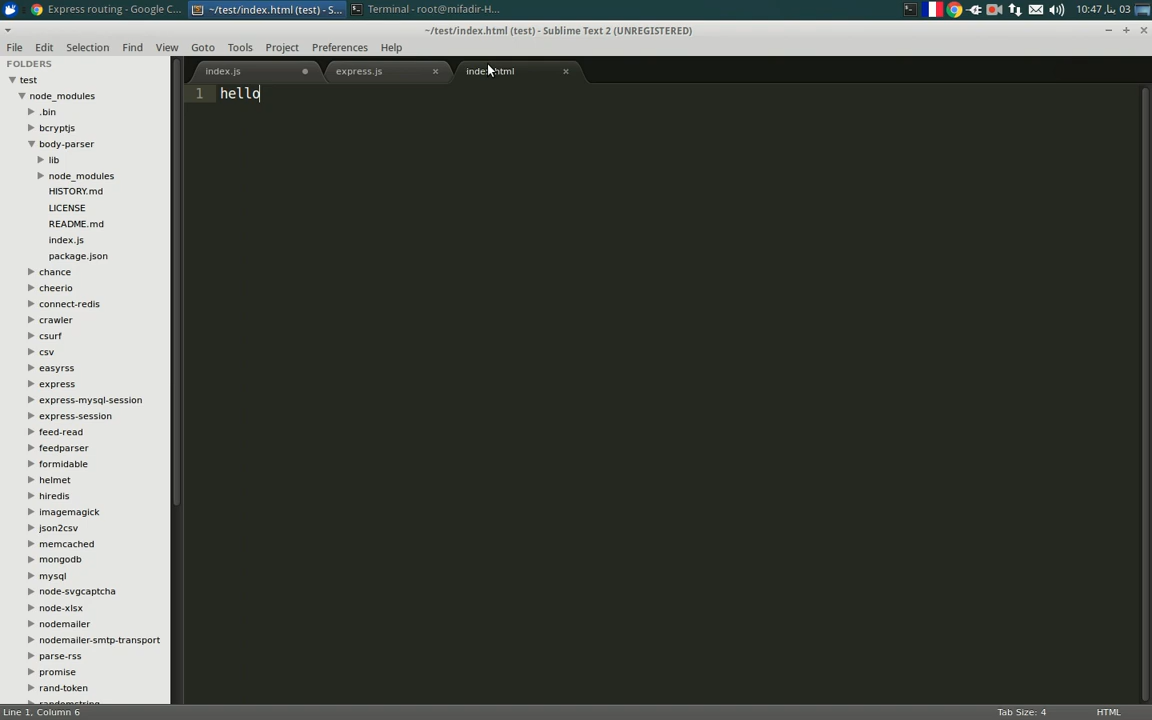 Express routing - Google C...
~/test/index.html (test) - S...
Terminal - root@mifadir-H...
10:47 ‎03 ينا,
~/test/index.html (test) - Sublime Text 2 (UNREGISTERED)
File Edit Selection Find View Goto Tools Project Preferences Help
FOLDERS
test
node_modules
.bin
bcryptjs
body-parser
lib
node_modules
HISTORY.md
LICENSE
README.md
index.js
package.json
chance
cheerio
connect-redis
crawler
csurf
csv
easyrss
express
express-mysql-session
express-session
feed-read
feedparser
formidable
helmet
hiredis
imagemagick
json2csv
memcached
mongodb
mysql
node-svgcaptcha
node-xlsx
nodemailer
nodemailer-smtp-transport
parse-rss
promise
rand-token
randomstring
index.js
express.js
index.html
1 hello
Line 1, Column 6
Tab Size: 4
HTML